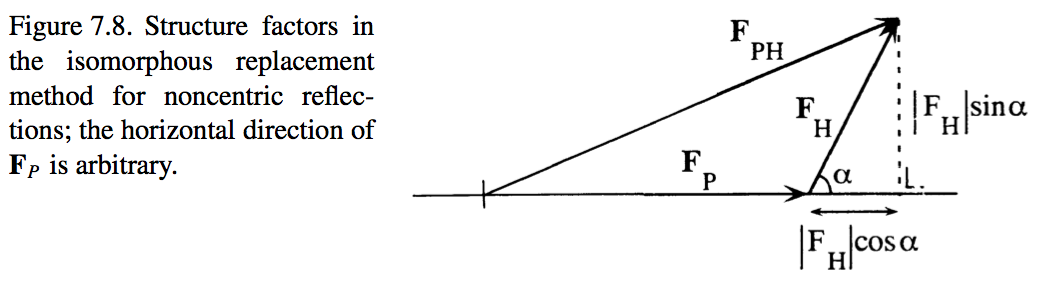 Figure 7.8. Structure factors in
the isomorphous replacement
method for noncentric reflec-
tions; the horizontal direction of
F_P is arbitrary.
F_PH
F_H
|F_H|sinα
F_P
α
|F_H|cosα